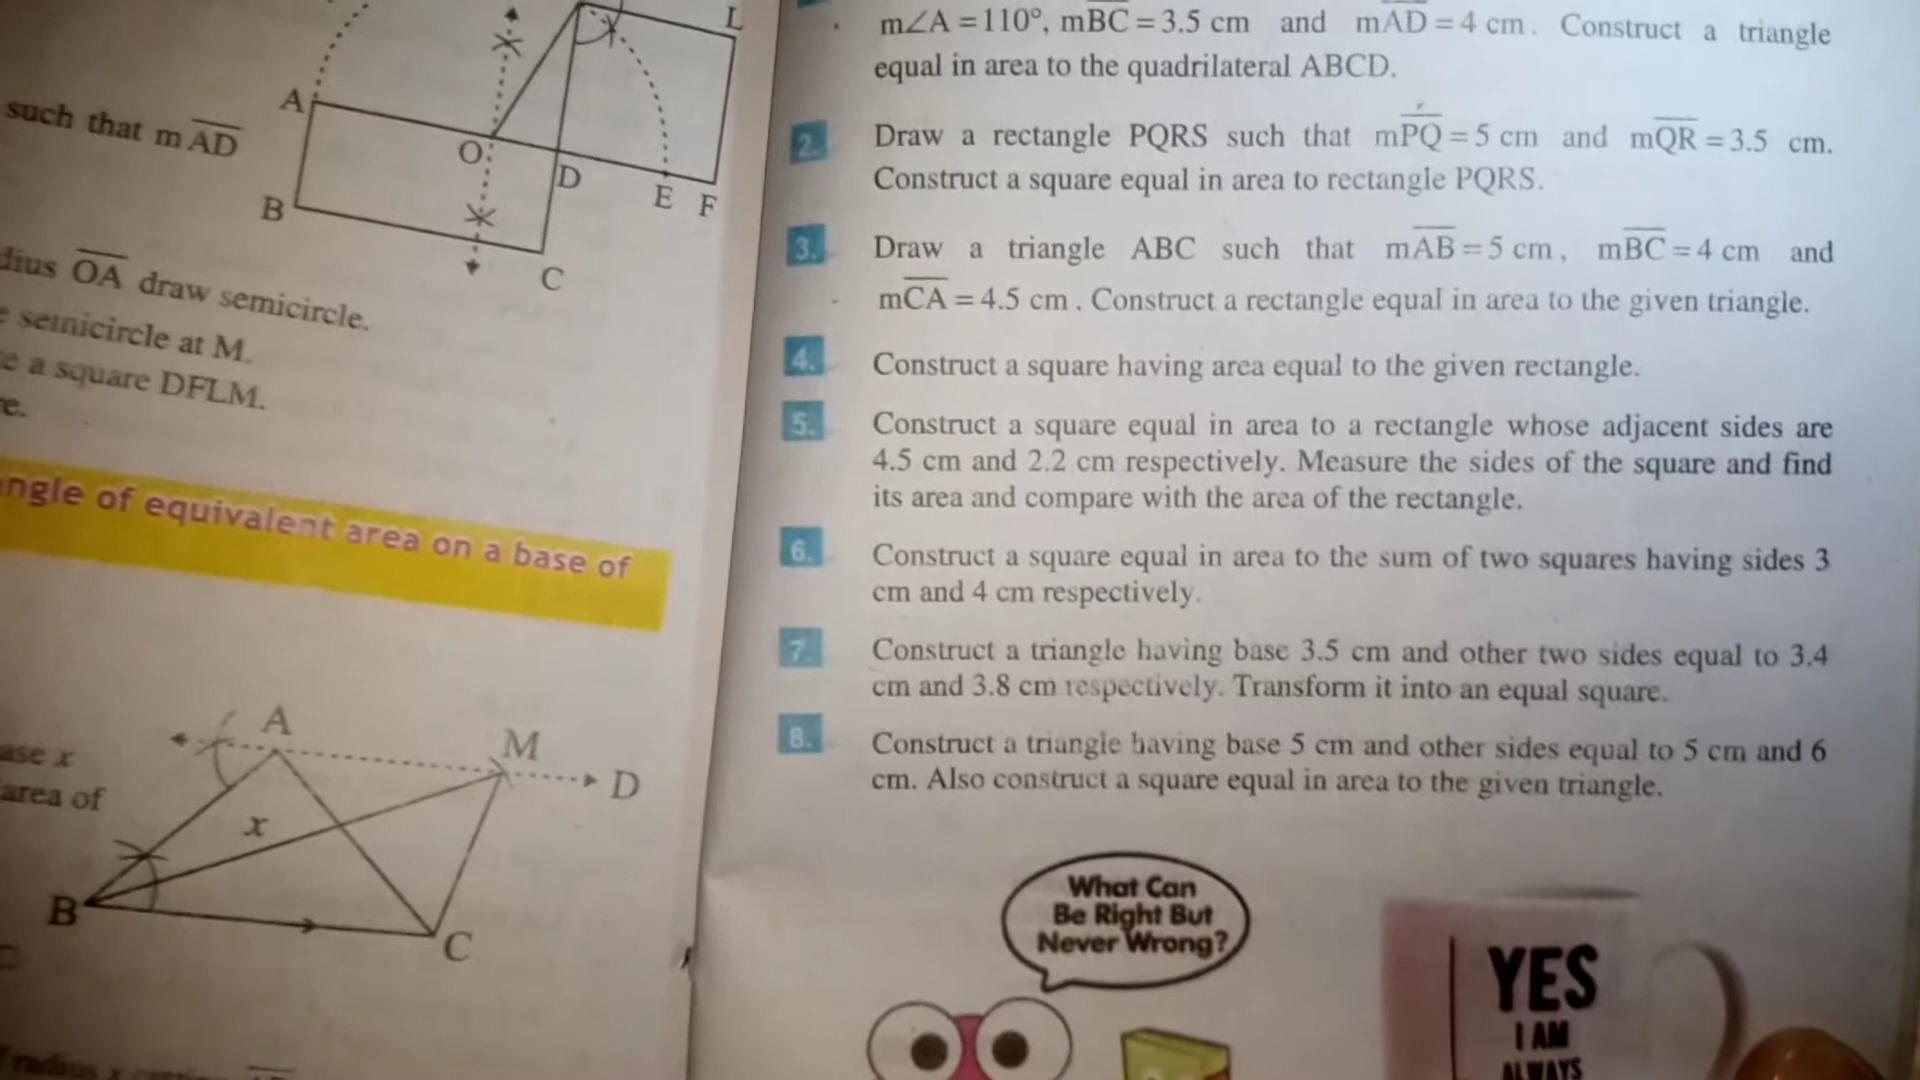 L
A
O
D
E
F
B
C
such that m AD
dius OA draw semicircle.
semicircle at M.
a square DFLM.
of equivalent area on a base of
A
M
D
x
B
C
x
area of
m∠A = 110°, mBC = 3.5 cm and mAD = 4 cm. Construct a triangle
equal in area to the quadrilateral ABCD.
2. Draw a rectangle PQRS such that mPQ = 5 cm and mQR = 3.5 cm.
Construct a square equal in area to rectangle PQRS.
3. Draw a triangle ABC such that mAB = 5 cm, mBC = 4 cm and
mCA = 4.5 cm. Construct a rectangle equal in area to the given triangle.
4. Construct a square having area equal to the given rectangle.
5. Construct a square equal in area to a rectangle whose adjacent sides are
4.5 cm and 2.2 cm respectively. Measure the sides of the square and find
its area and compare with the area of the rectangle.
6. Construct a square equal in area to the sum of two squares having sides 3
cm and 4 cm respectively.
7. Construct a triangle having base 3.5 cm and other two sides equal to 3.4
cm and 3.8 cm respectively. Transform it into an equal square.
8. Construct a triangle having base 5 cm and other sides equal to 5 cm and 6
cm. Also construct a square equal in area to the given triangle.
What Can
Be Right But
Never Wrong?
YES
I AM
ALWAYS